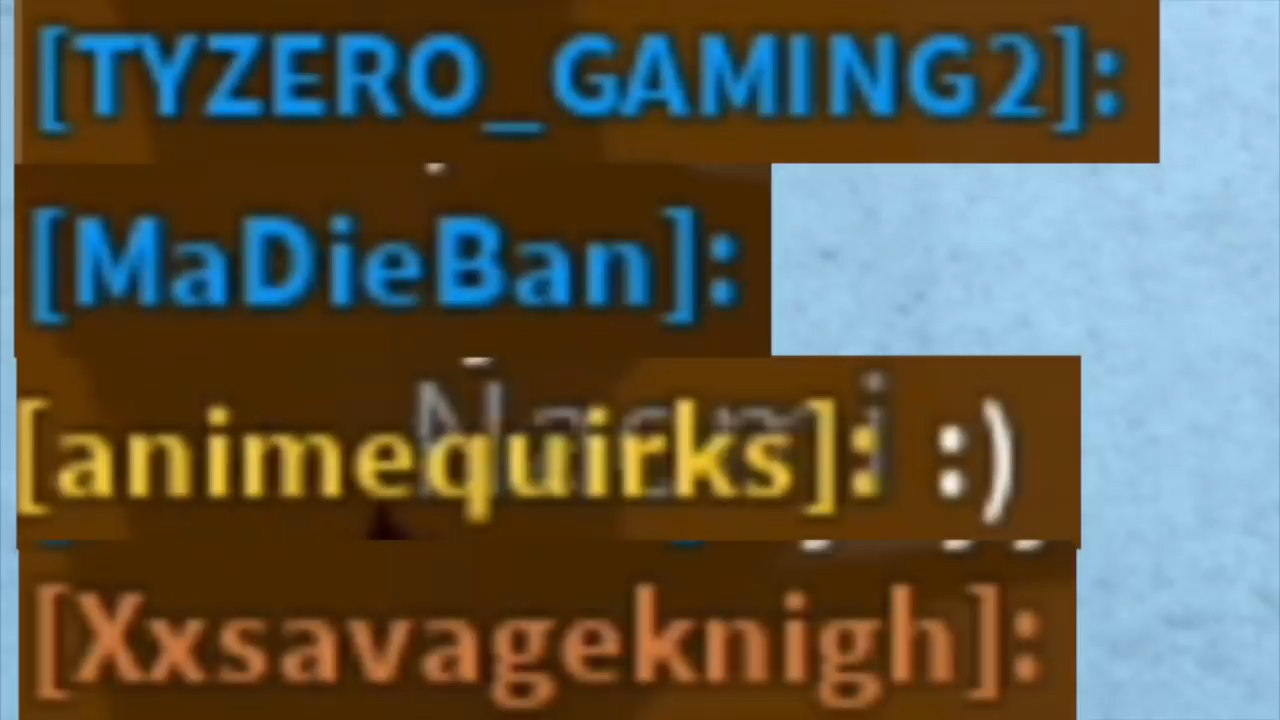 [TYZERO_GAMING2]:
[MaDieBan]:
[animequirks]: :)
[Xxsavageknigh]: